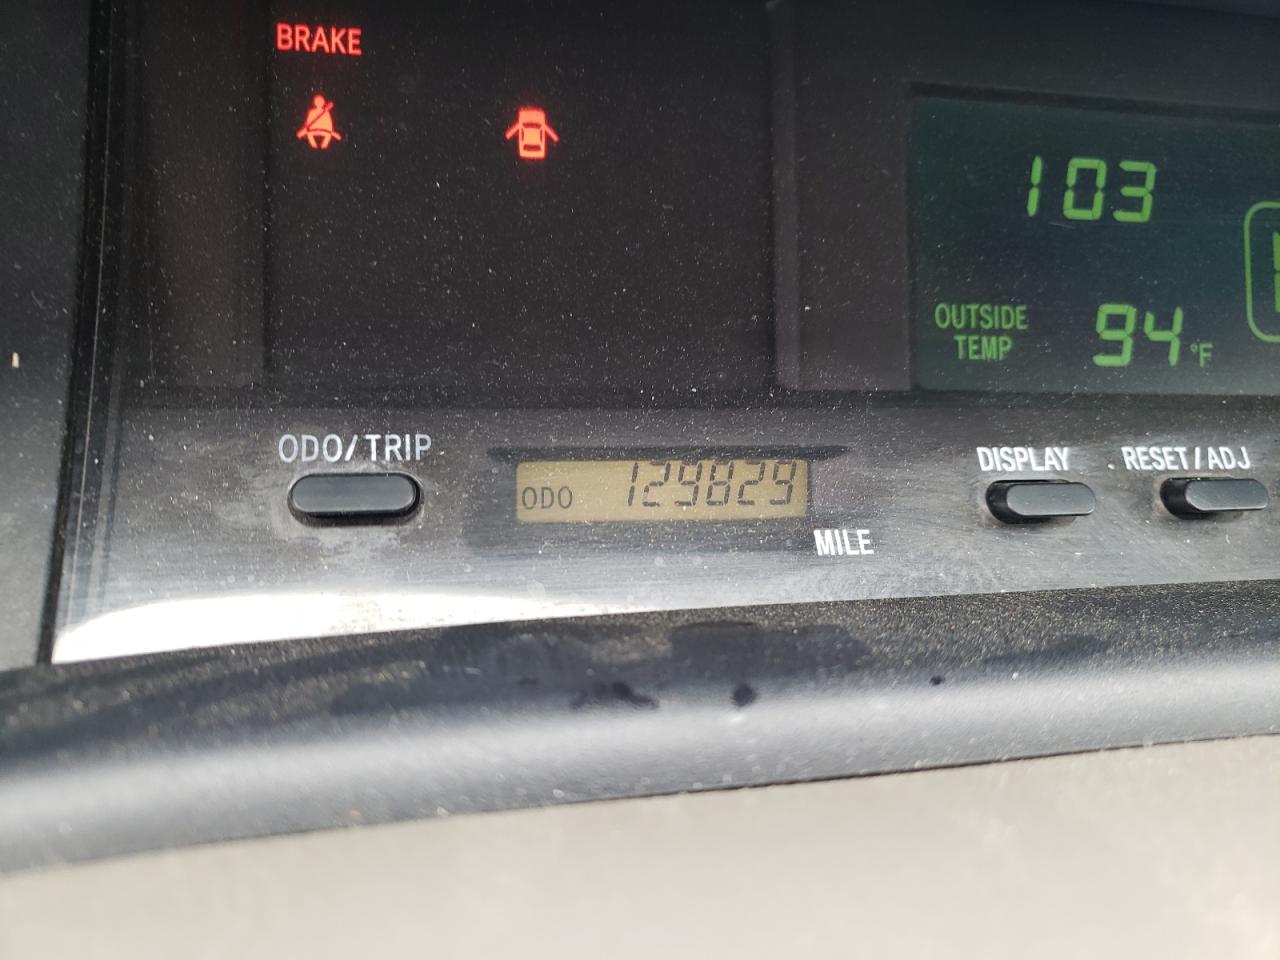 BRAKE
103
OUTSIDE
TEMP
94 °F
ODO/TRIP
ODO 129829
MILE
DISPLAY
RESET/ADJ